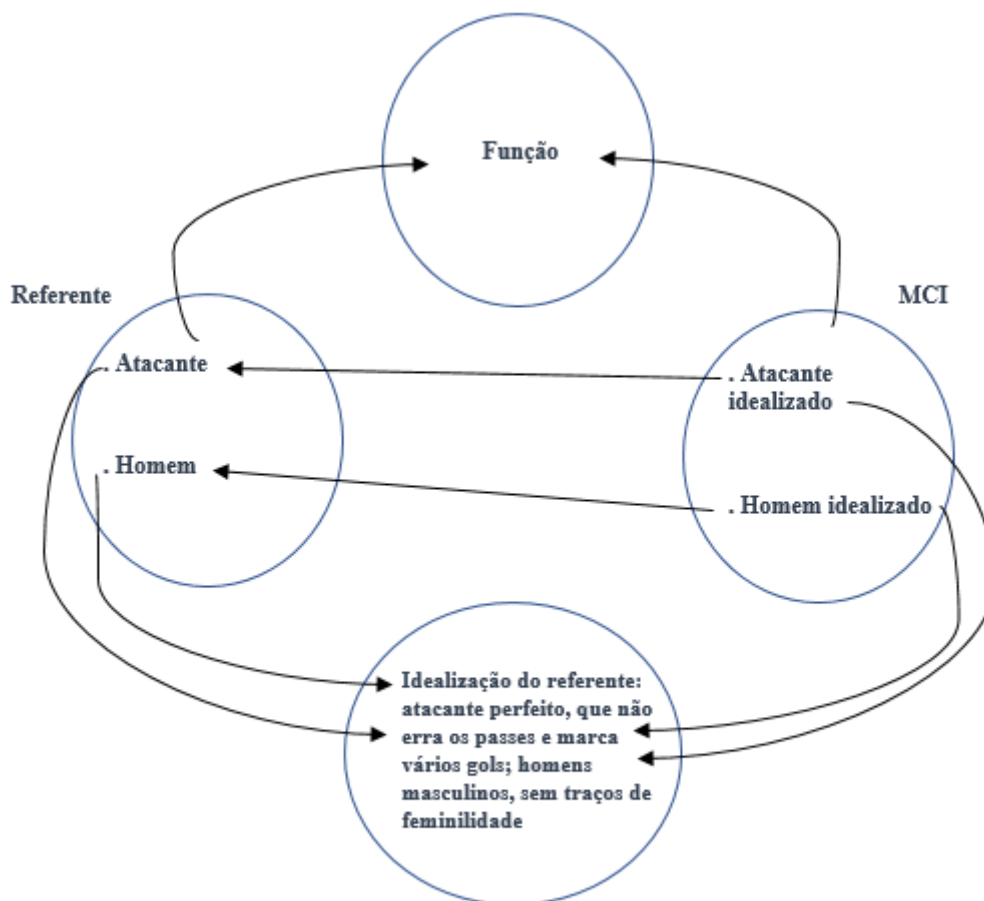 Função
Referente
MCI
. Atacante
. Atacante
idealizado
. Homem
. Homem idealizado
Idealização do referente:
atacante perfeito, que não
erra os passes e marca
vários gols; homens
masculinos, sem traços de
feminilidade